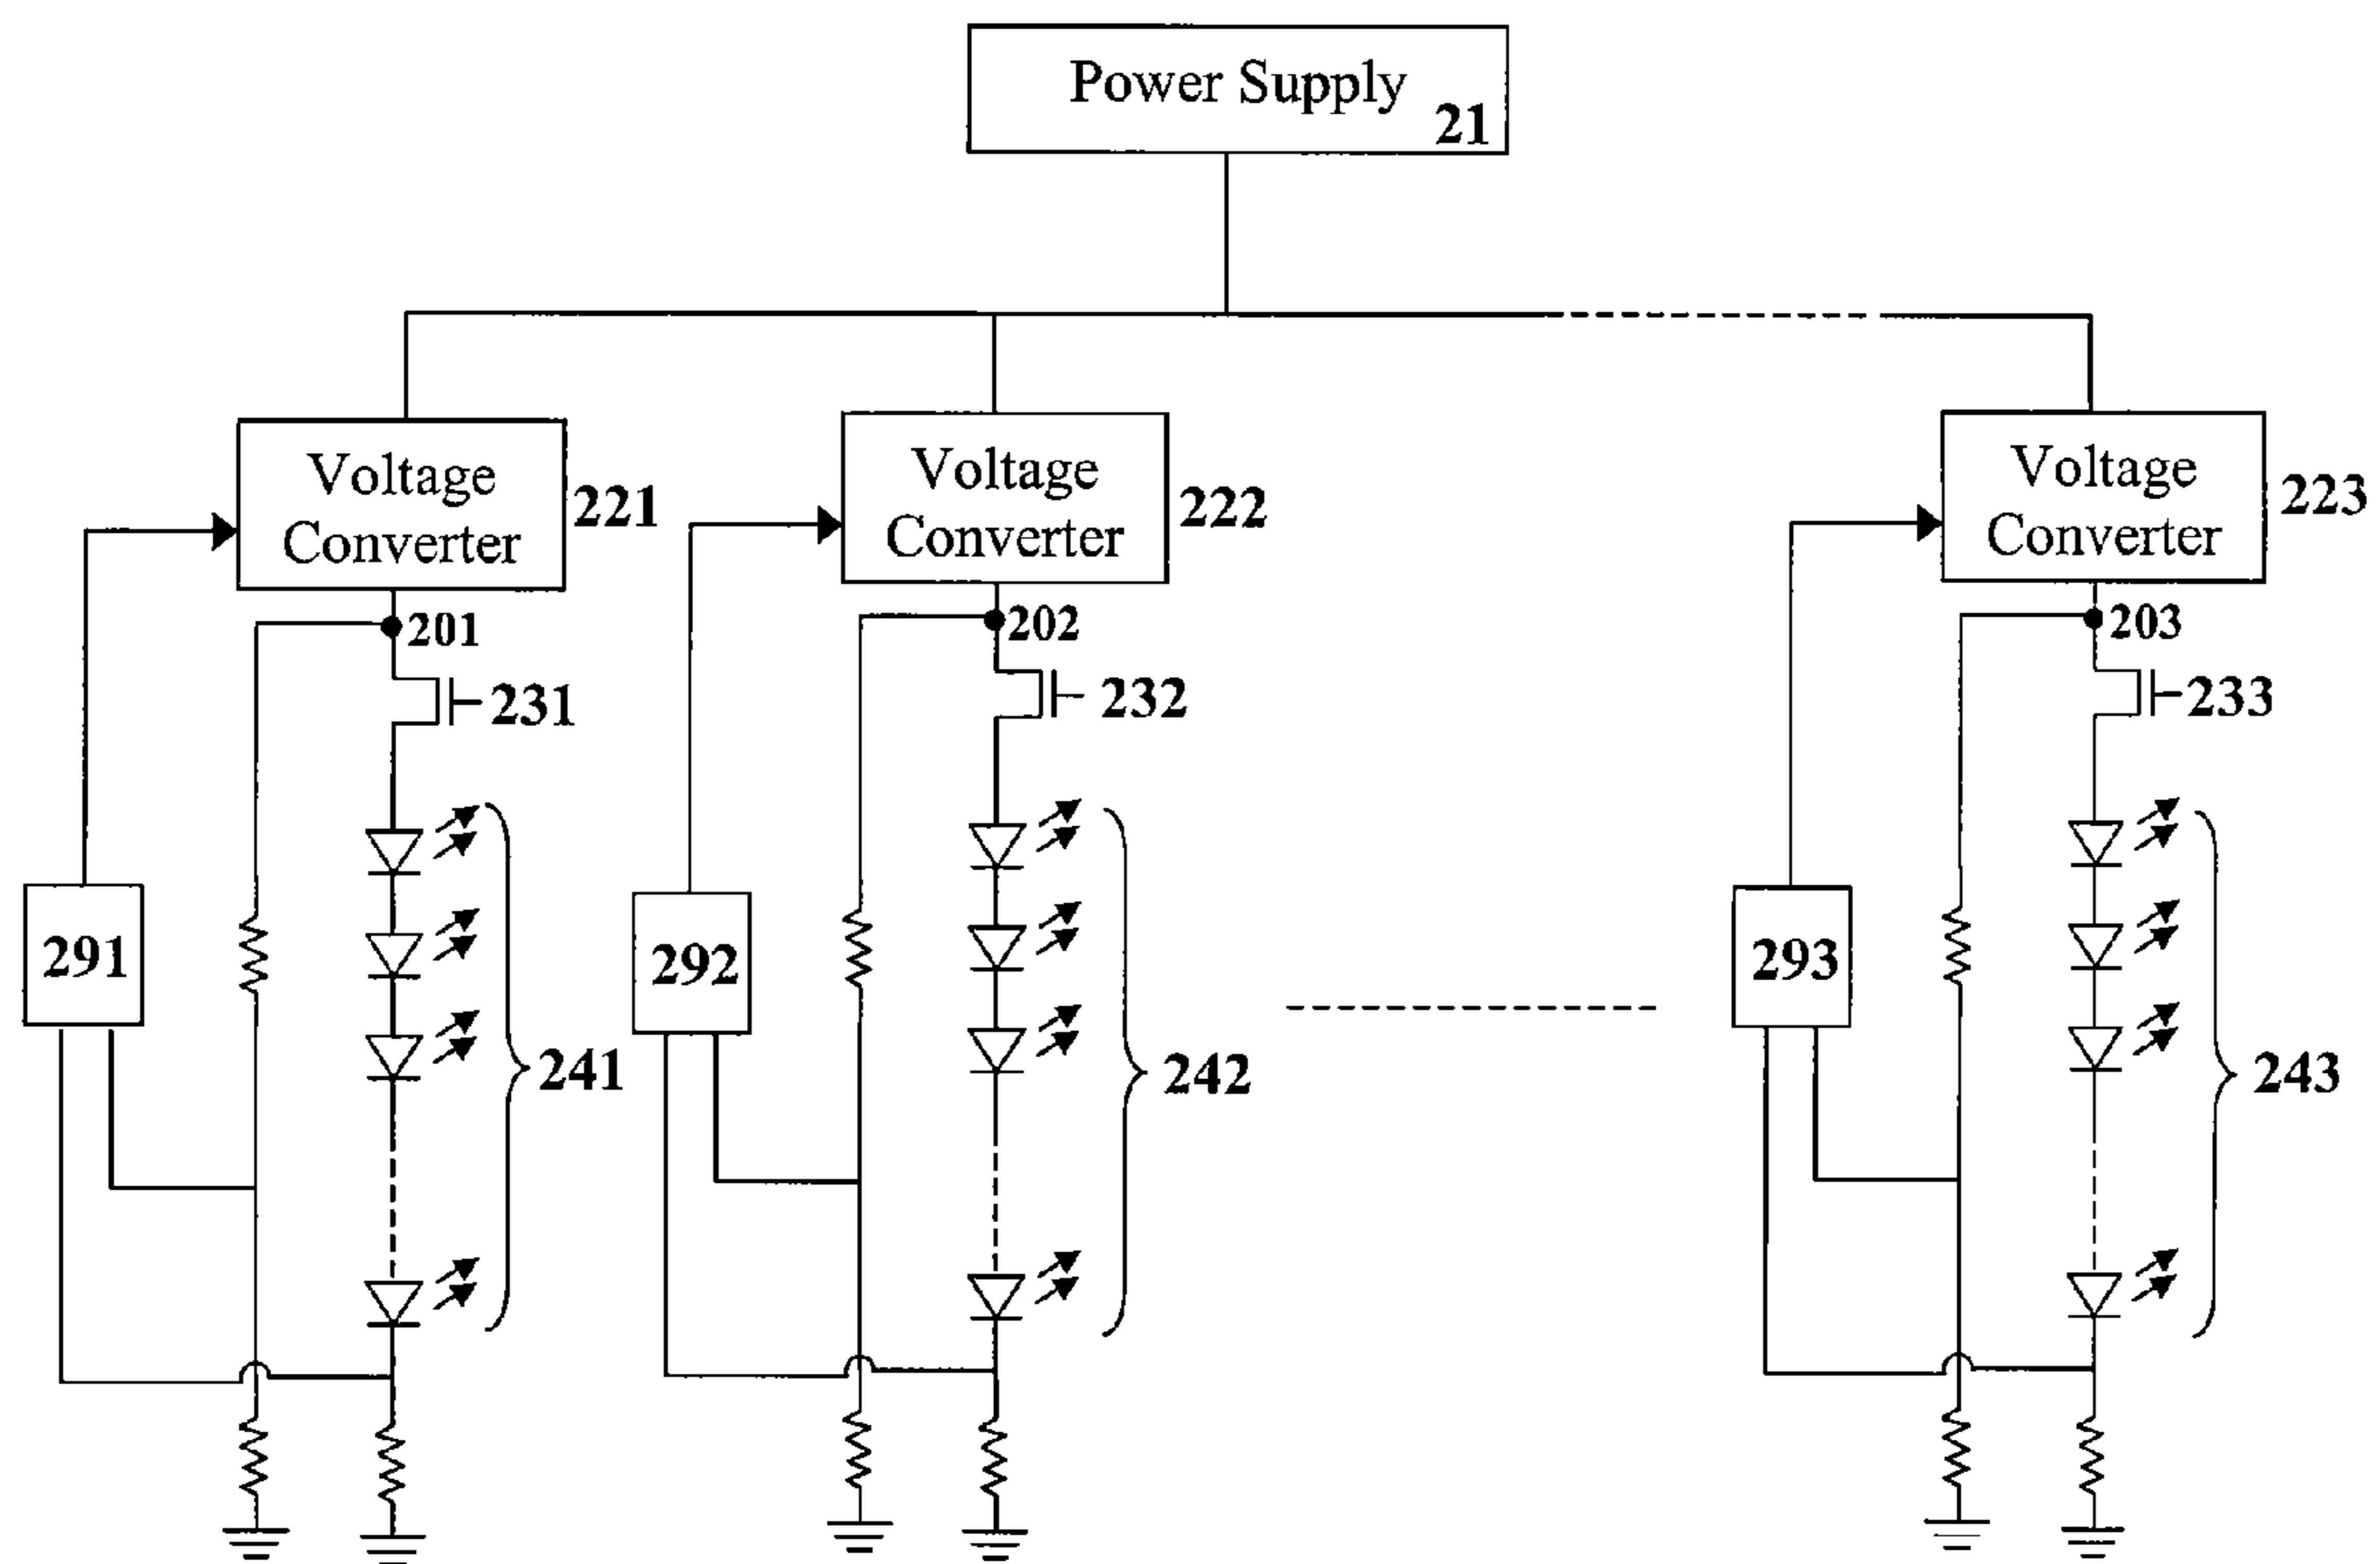 Power Supply
21
Voltage
Converter
221
Voltage
Converter
222
Voltage
Converter
223
201
202
203
231
232
233
291
292
293
241
242
243